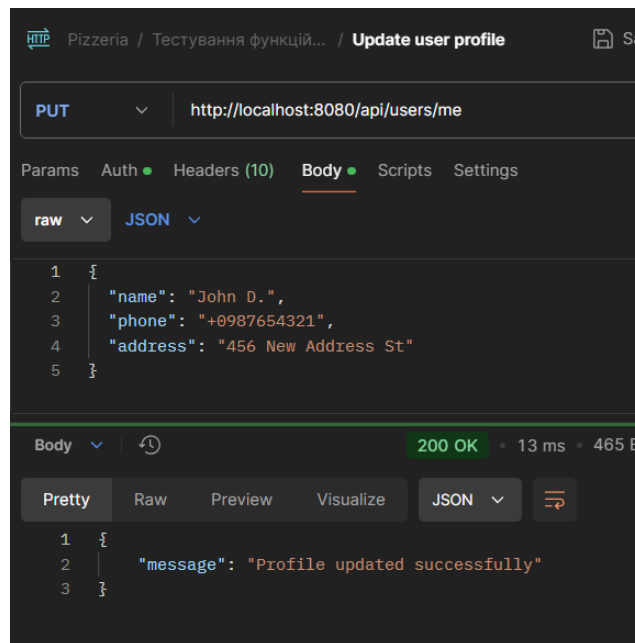 HTTP Pizzeria / Тестування функцій... / Update user profile
PUT http://localhost:8080/api/users/me
Params Auth Headers (10) Body Scripts Settings
raw JSON
1 {
2 "name": "John D.",
3 "phone": "+0987654321",
4 "address": "456 New Address St"
5 }
Body 200 OK • 13 ms • 465
Pretty Raw Preview Visualize JSON
1 {
2 "message": "Profile updated successfully"
3 }